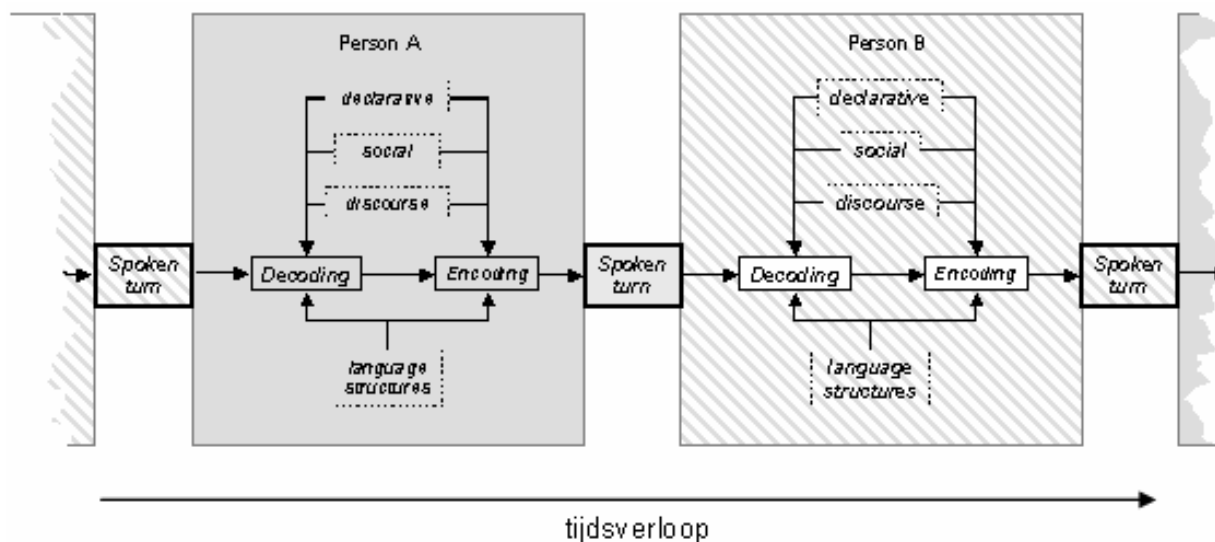 Person A
Person B
declarative
declarative
social
social
discourse
discourse
Spoken
turn
Decoding
Encoding
Spoken
turn
Decoding
Encoding
Spoken
turn
language
structures
language
structures
tijdsverloop